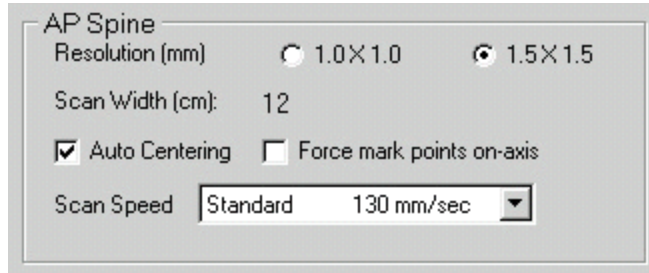 AP Spine
Resolution (mm) 1.0X1.0 1.5X1.5
Scan Width (cm): 12
Auto Centering Force mark points on-axis
Scan Speed Standard 130 mm/sec